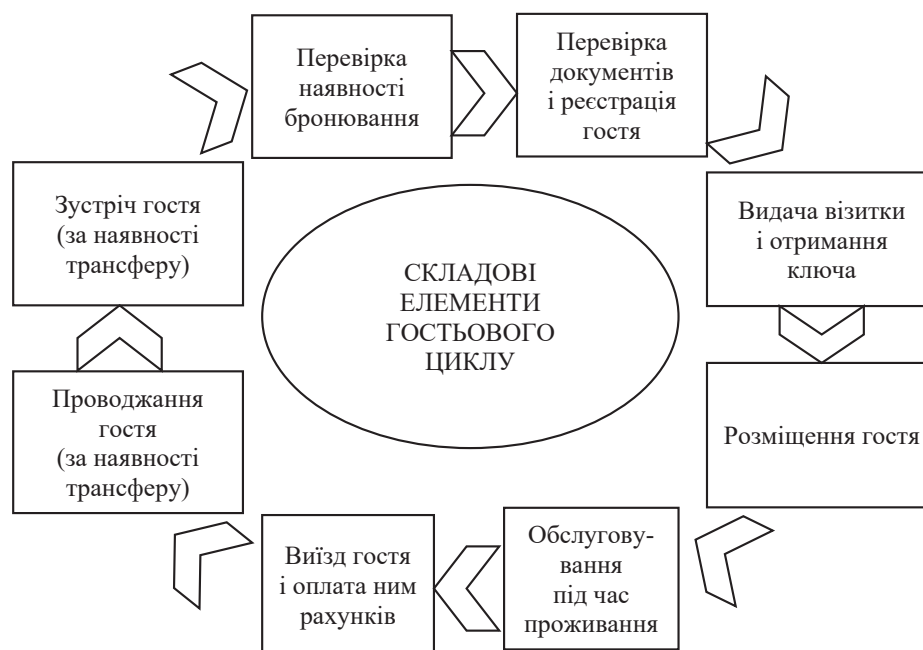 Перевірка
наявності
бронювання
Перевірка
документів
і реєстрація
гостя
Зустріч гостя
(за наявності
трансферу)
СКЛАДОВІ
ЕЛЕМЕНТИ
ГОСТЬОВОГО
ЦИКЛУ
Видача візитки
і отримання
ключа
Проводжання
гостя
(за наявності
трансферу)
Розміщення гостя
Виїзд гостя
і оплата ним
рахунків
Обслугову-
вання
під час
проживання